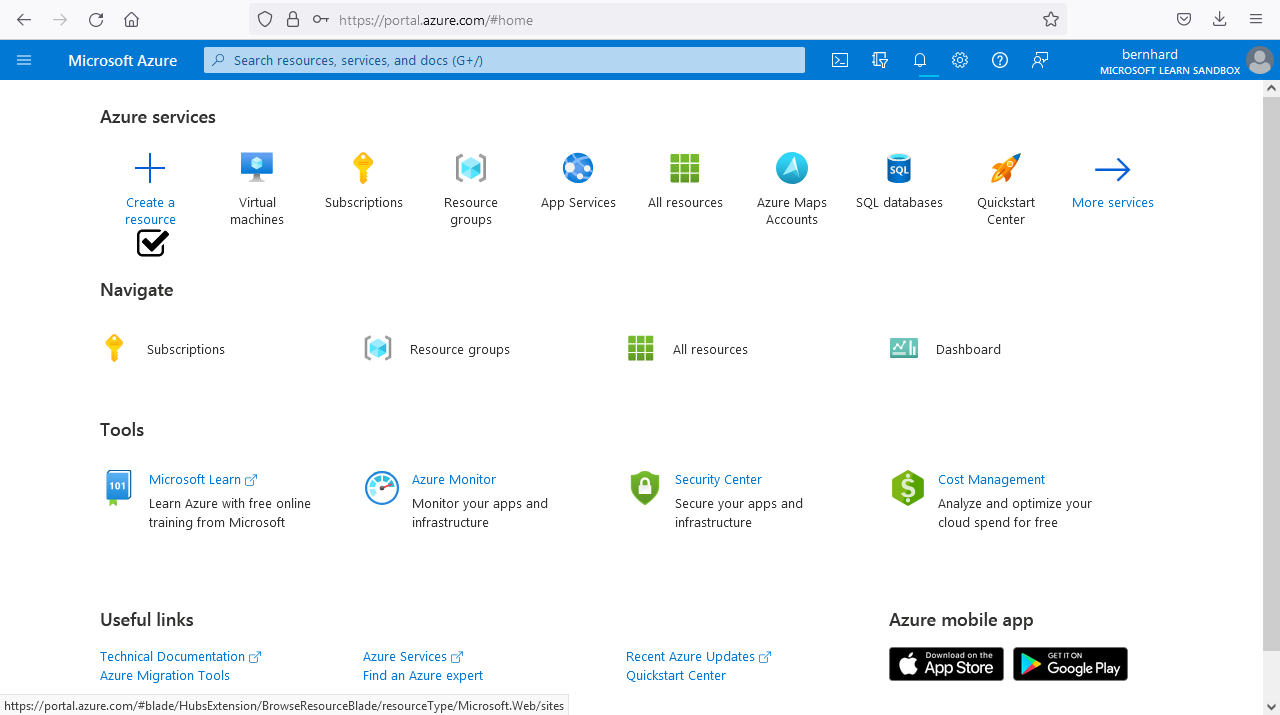 https://portal.azure.com/#home
Microsoft Azure
Search resources, services, and docs (G+/)
bernhard
MICROSOFT LEARN SANDBOX
Azure services
Create a resource
Virtual machines
Subscriptions
Resource groups
App Services
All resources
Azure Maps Accounts
SQL
SQL databases
Quickstart Center
More services
Navigate
Subscriptions
Resource groups
All resources
Dashboard
Tools
101
Microsoft Learn
Learn Azure with free online
training from Microsoft
Azure Monitor
Monitor your apps and
infrastructure
Security Center
Secure your apps and
infrastructure
$
Cost Management
Analyze and optimize your
cloud spend for free
Useful links
Technical Documentation
Azure Services
Recent Azure Updates
Azure Migration Tools
Find an Azure expert
Quickstart Center
Azure mobile app
Download on the
App Store
GET IT ON
Google Play
https://portal.azure.com/#blade/HubsExtension/BrowseResourceBlade/resourceType/Microsoft.Web/sites